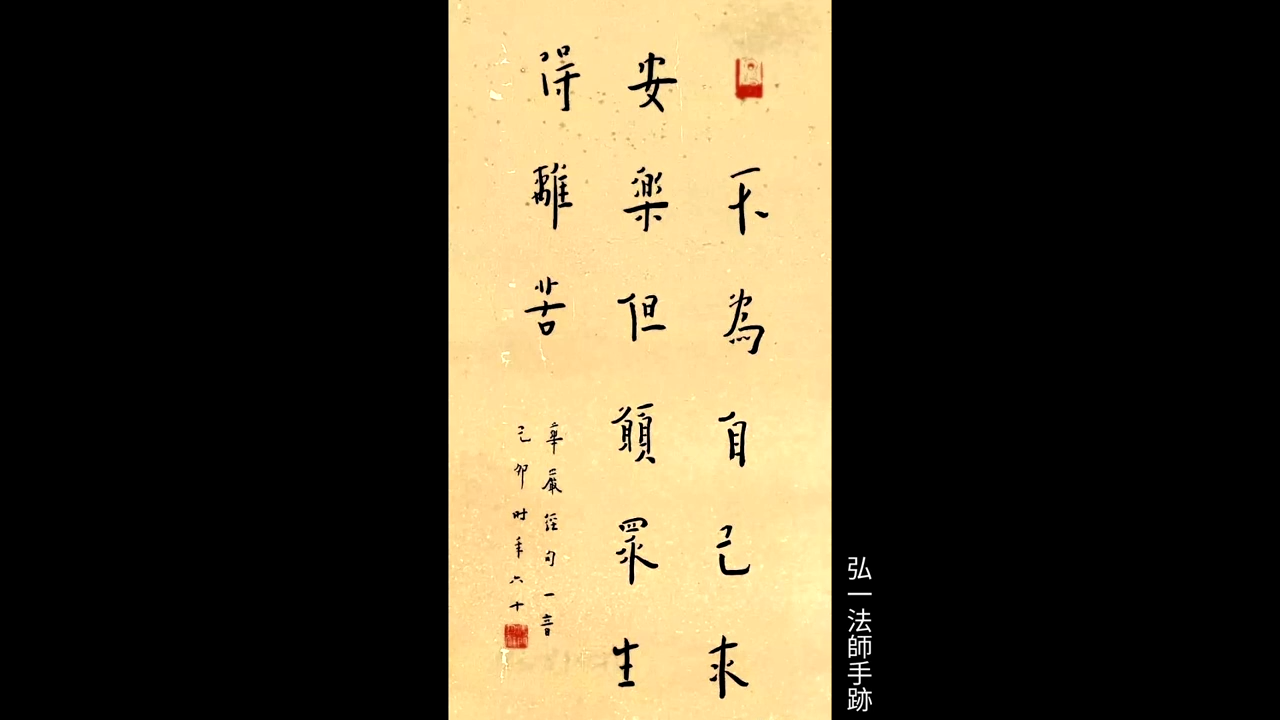 不為自己求
安樂但願眾生
得離苦
華嚴經句一音
己卯時年六十
弘一法師手跡